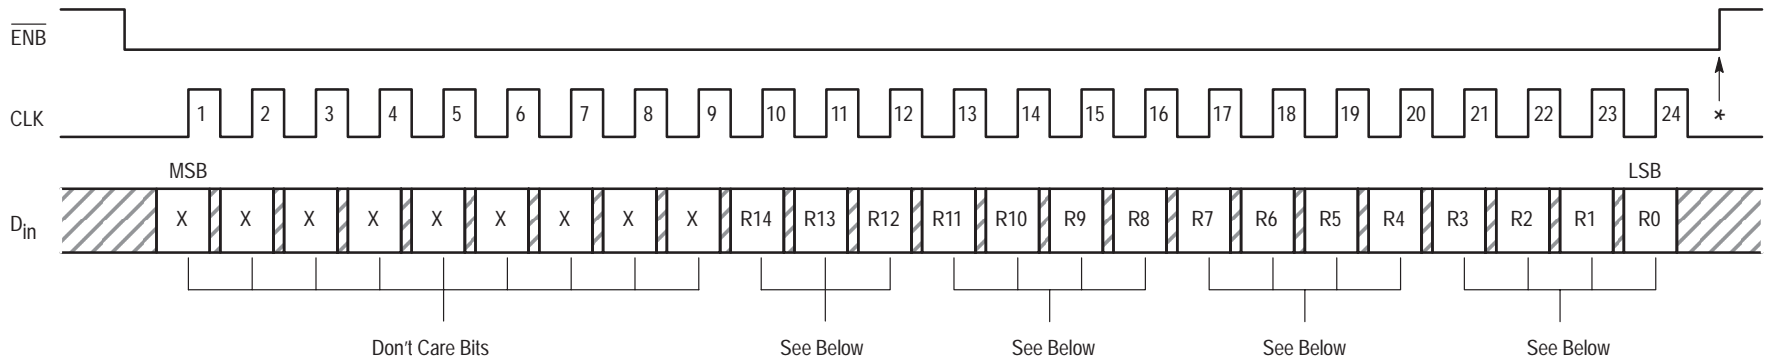 ENB
CLK 1 2 3 4 5 6 7 8 9 10 11 12 13 14 15 16 17 18 19 20 21 22 23 24 *
MSB LSB
Din X X X X X X X X X R14 R13 R12 R11 R10 R9 R8 R7 R6 R5 R4 R3 R2 R1 R0
Don't Care Bits See Below See Below See Below See Below